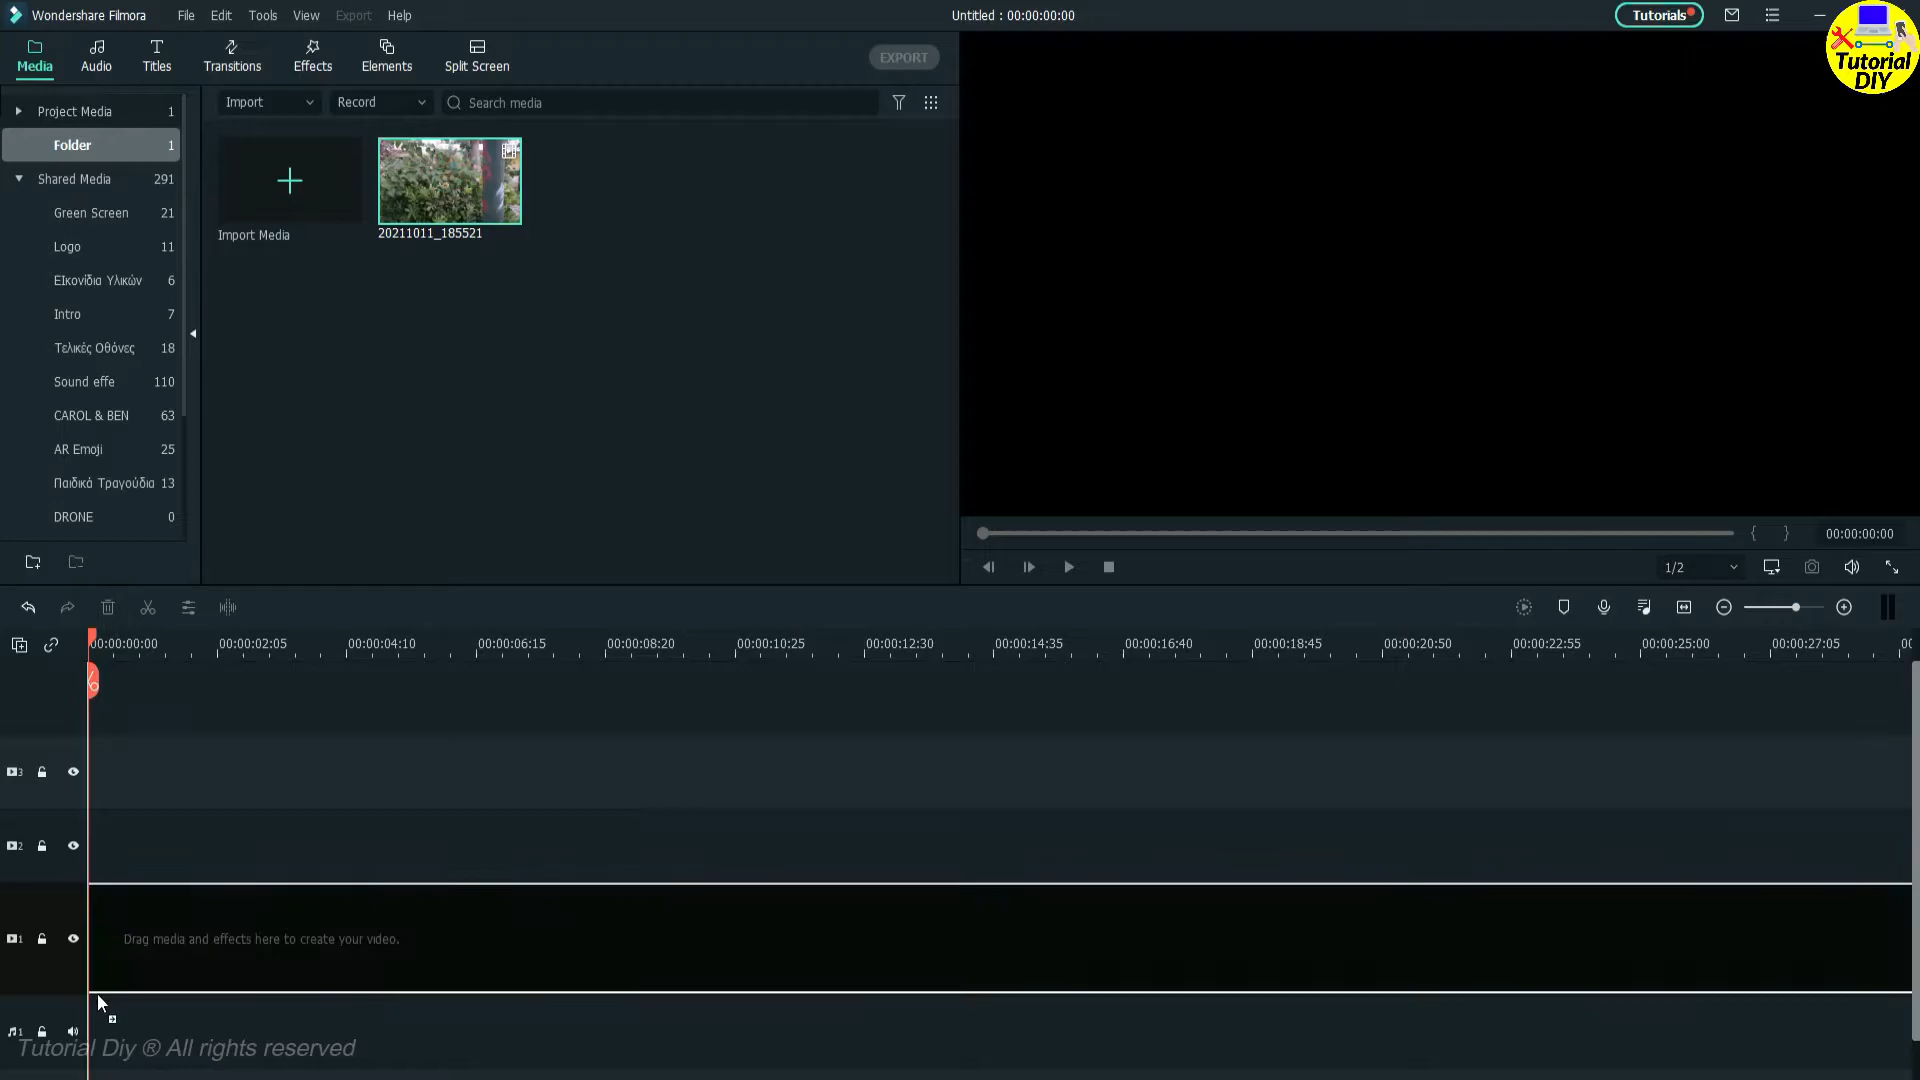 Wondershare Filmora
File
Edit
Tools
View
Export
Help
Untitled : 00:00:00:00
Tutorials
Tutorial
DIY
Media
Audio
Titles
Transitions
Effects
Elements
Split Screen
EXPORT
Project Media 1
Folder 1
Shared Media 291
Green Screen 21
Logo 11
ΕΙκονίδια Υλικών 6
Intro 7
Τελικές Οθόνες 18
Sound effe 110
CAROL & BEN 63
AR Emoji 25
Παιδικά Τραγούδια 13
DRONE 0
Import
Record
Search media
Import Media
20211011_185521
{ }
00:00:00:00
1/2
00:00:00:00
00:00:02:05
00:00:04:10
00:00:06:15
00:00:08:20
00:00:10:25
00:00:12:30
00:00:14:35
00:00:16:40
00:00:18:45
00:00:20:50
00:00:22:55
00:00:25:00
00:00:27:05
00
3
2
1
Drag media and effects here to create your video.
1
Tutorial Diy ® All rights reserved